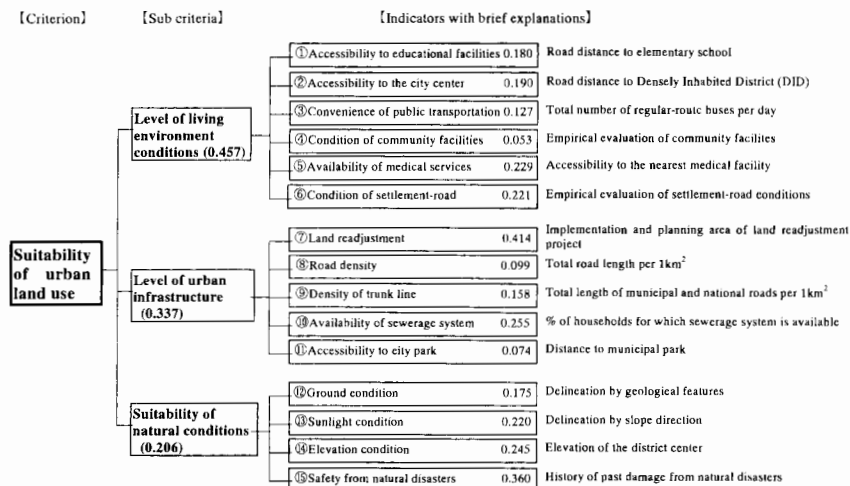 【Criterion】 【Sub criteria】 【Indicators with brief explanations】
①Accessibility to educational facilities 0.180 Road distance to elementary school
②Accessibility to the city center 0.190 Road distance to Densely Inhabited District (DID)
③Convenience of public transportation 0.127 Total number of regular-route buses per day
Level of living
environment
conditions (0.457)
④Condition of community facilities 0.053 Empirical evaluation of community facilites
⑤Availability of medical services 0.229 Accessibility to the nearest medical facility
⑥Condition of settlement-road 0.221 Empirical evaluation of settlement-road conditions
Suitability
of urban
land use
⑦Land readjustment 0.414 Implementation and planning area of land readjustment
project
⑧Road density 0.099 Total road length per 1km²
Level of urban
infrastructure
(0.337)
⑨Density of trunk line 0.158 Total length of municipal and national roads per 1km²
⑩Availability of sewerage system 0.255 % of households for which sewerage system is available
⑪Accessibility to city park 0.074 Distance to municipal park
⑫Ground condition 0.175 Delineation by geological features
Suitability of
natural conditions
(0.206)
⑬Sunlight condition 0.220 Delineation by slope direction
⑭Elevation condition 0.245 Elevation of the district center
⑮Safety from natural disasters 0.360 History of past damage from natural disasters